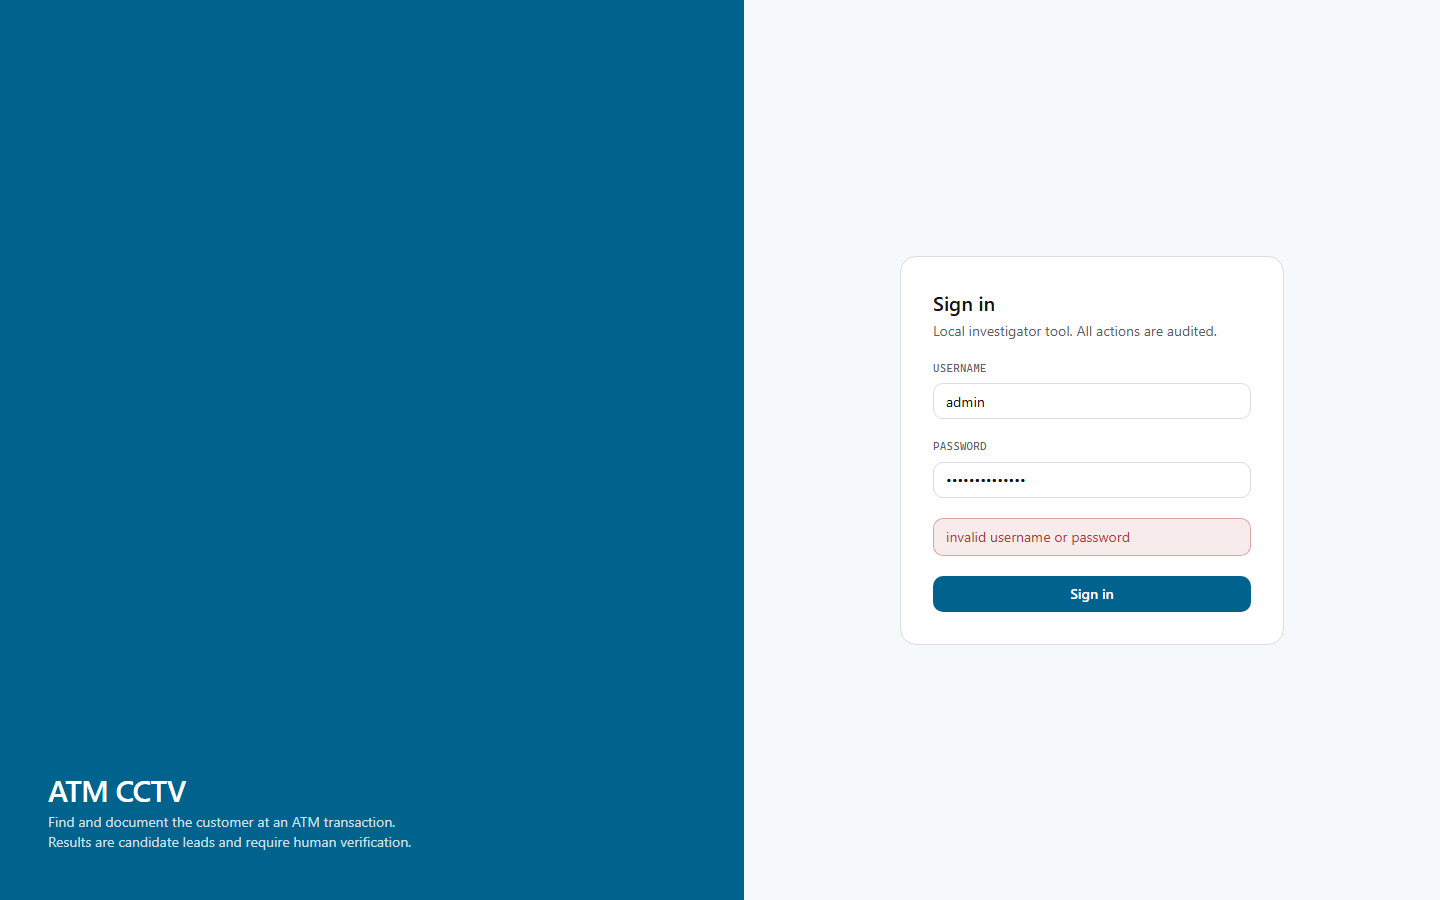 ATM CCTV
Find and document the customer at an ATM transaction.
Results are candidate leads and require human verification.
Sign in
Local investigator tool. All actions are audited.
USERNAME
admin
PASSWORD
••••••••••••••
invalid username or password
Sign in